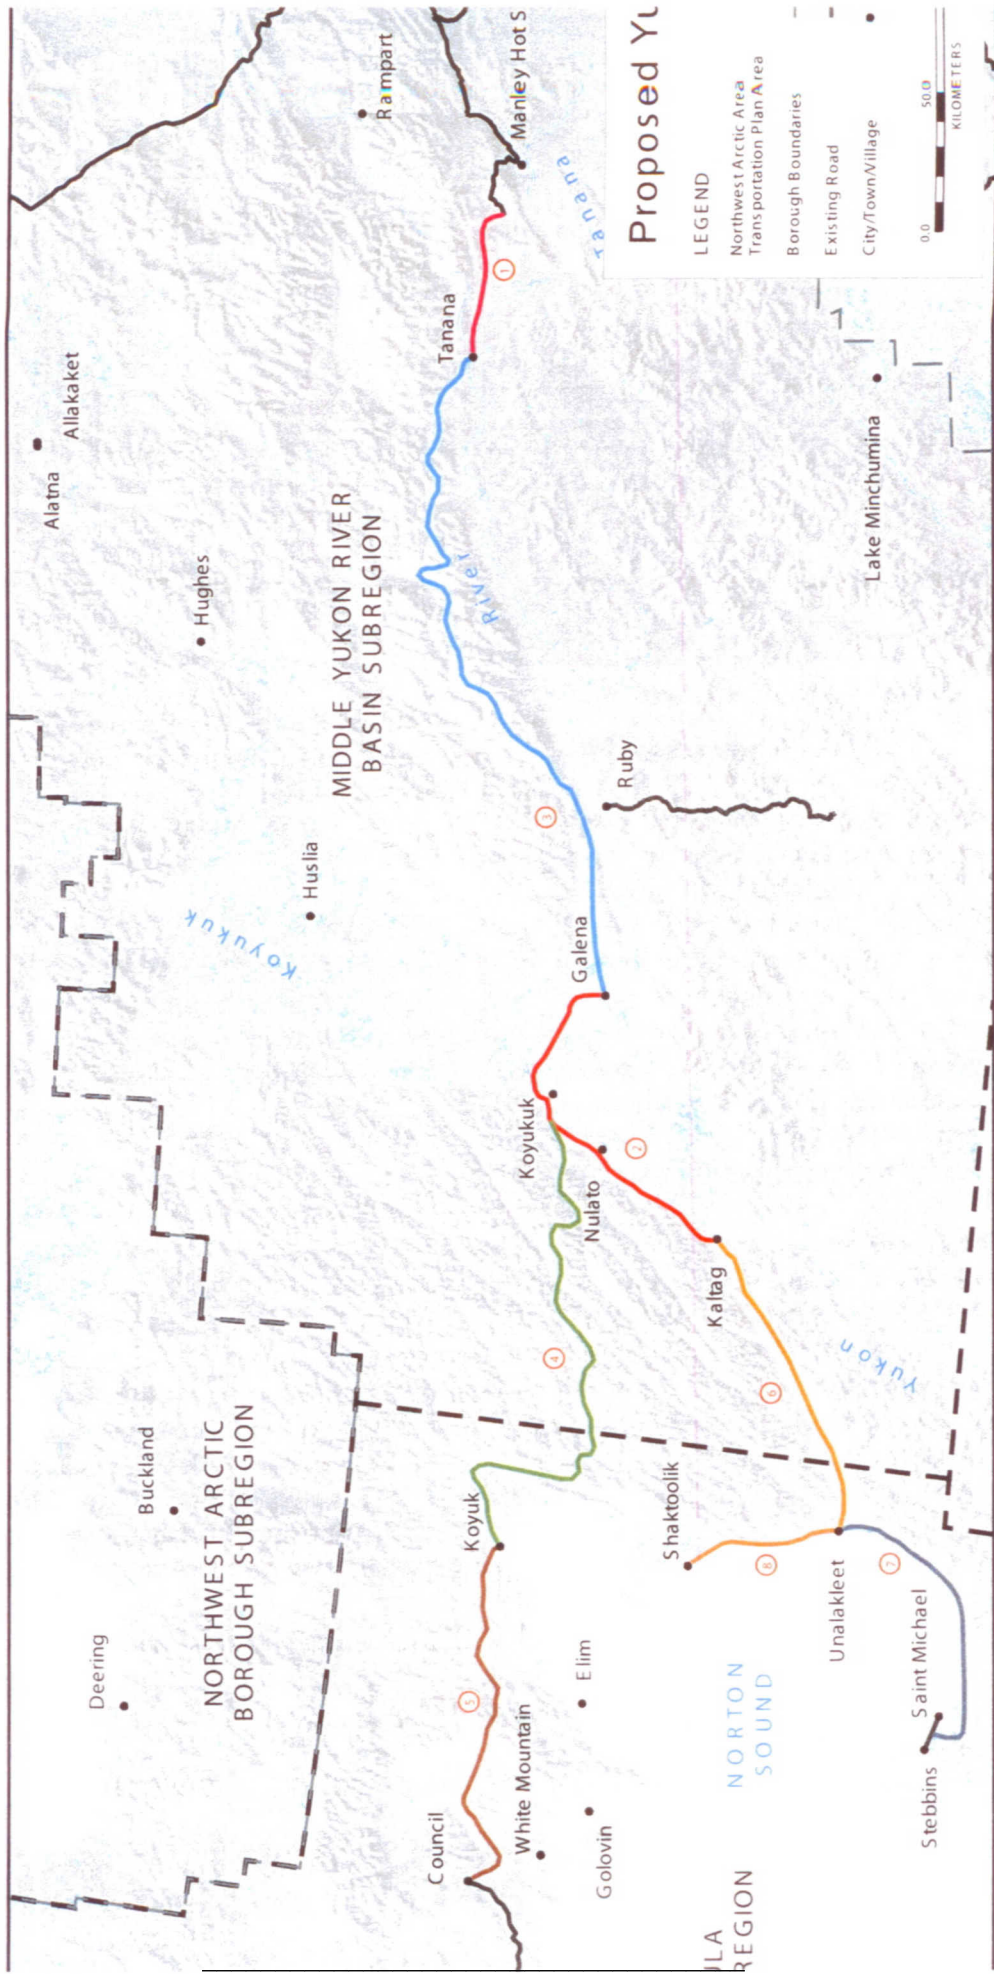 Alatna
Allakaket
Rampart
Manley Hot S
Tanana
Tanana
1
Hughes
MIDDLE YUKON RIVER
BASIN SUBREGION
River
Lake Minchumina
Huslia
Koyukuk
3
Ruby
Galena
Koyukuk
Nulato
2
Kaltag
4
6
Yukon
Buckland
NORTHWEST ARCTIC
BOROUGH SUBREGION
Deering
Koyuk
Shaktoolik
8
Unalakleet
7
Saint Michael
Stebbins
5
Elim
White Mountain
Golovin
Council
NORTON
SOUND
ULA
REGION
Proposed Yu
LEGEND
Northwest Arctic Area
Transportation Plan Area
Borough Boundaries
Existing Road
City/Town/Village
0.0 50.0
KILOMETERS